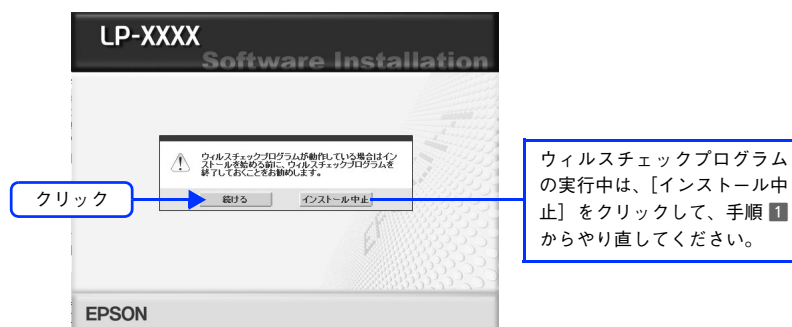 LP-XXXX
Software Installation
ウィルスチェックプログラムが動作している場合はイン
ストールを始める前に、ウィルスチェックプログラムを
終了しておくことをお勧めします。
クリック
続ける
インストール中止
ウィルスチェックプログラム
の実行中は、［インストール中
止］をクリックして、手順 1
からやり直してください。
EPSON